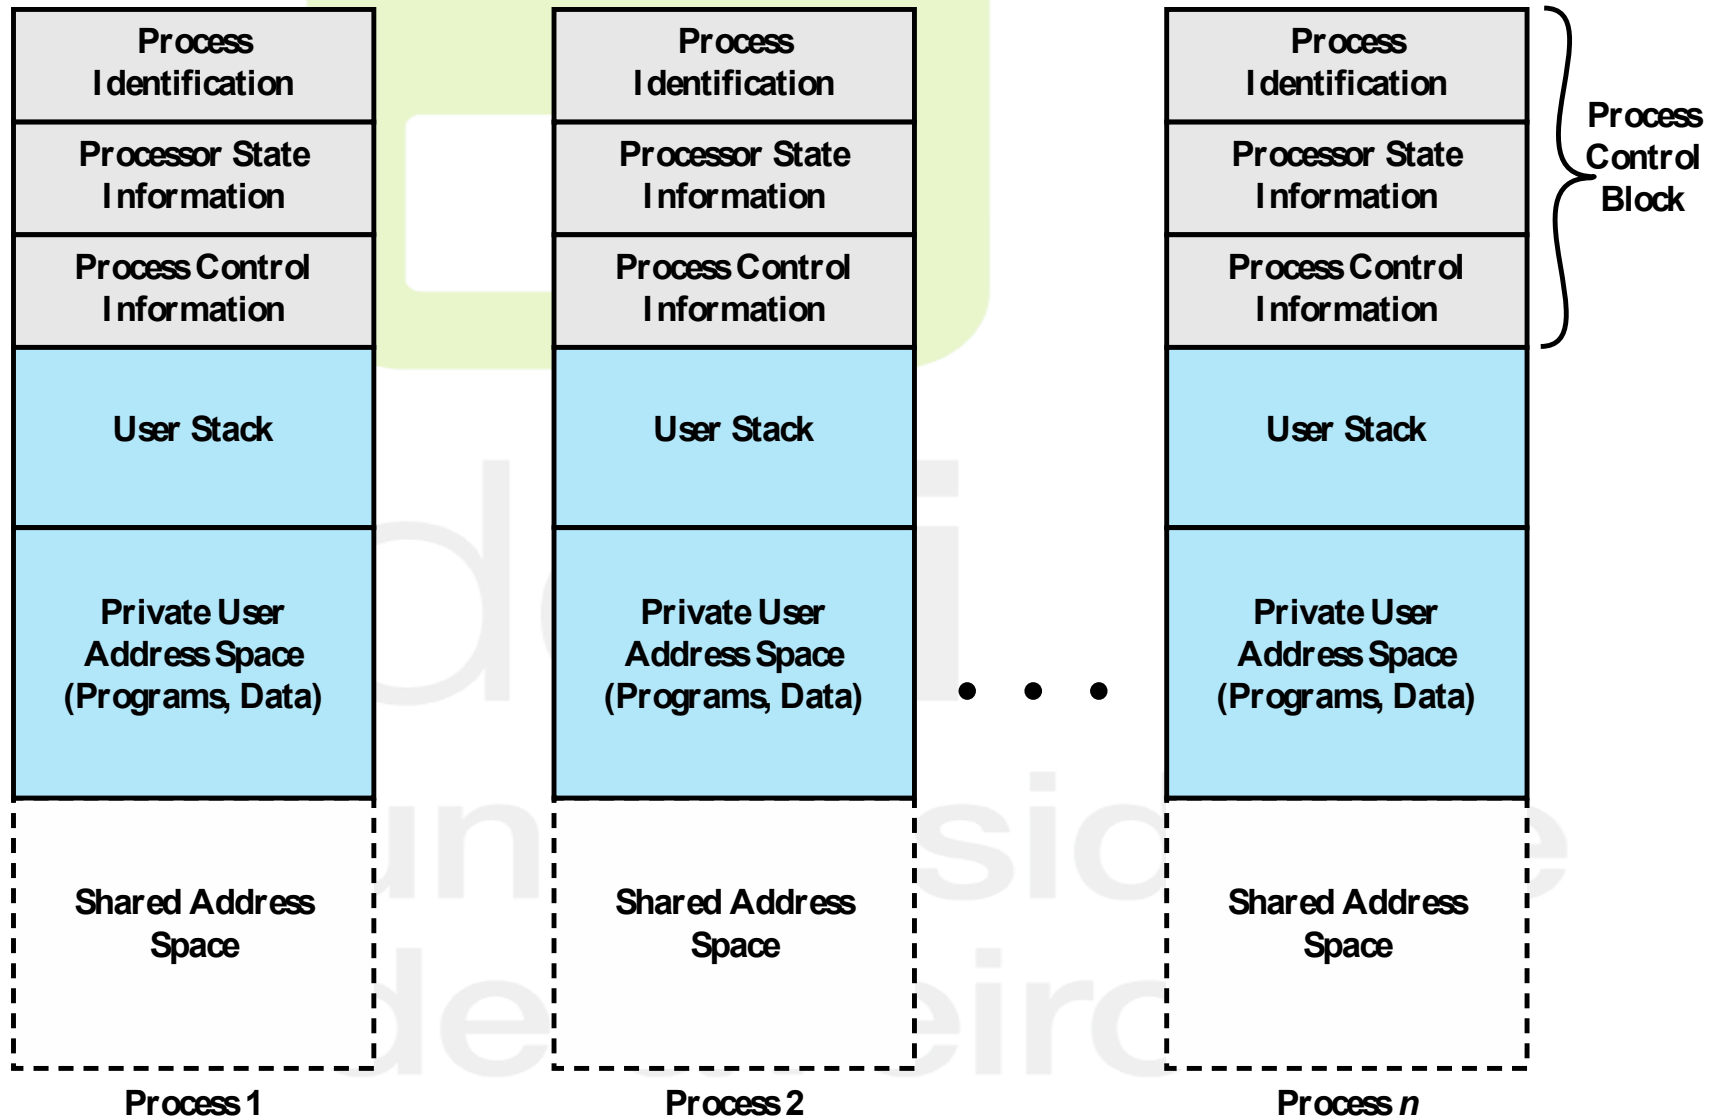 Process
Identification
Processor State
Information
Process Control
Information
User Stack
Private User
Address Space
(Programs, Data)
Shared Address
Space
Process 1
Process
Identification
Processor State
Information
Process Control
Information
User Stack
Private User
Address Space
(Programs, Data)
Shared Address
Space
Process 2
• • •
Process
Identification
Processor State
Information
Process Control
Information
User Stack
Private User
Address Space
(Programs, Data)
Shared Address
Space
Process n
Process
Control
Block